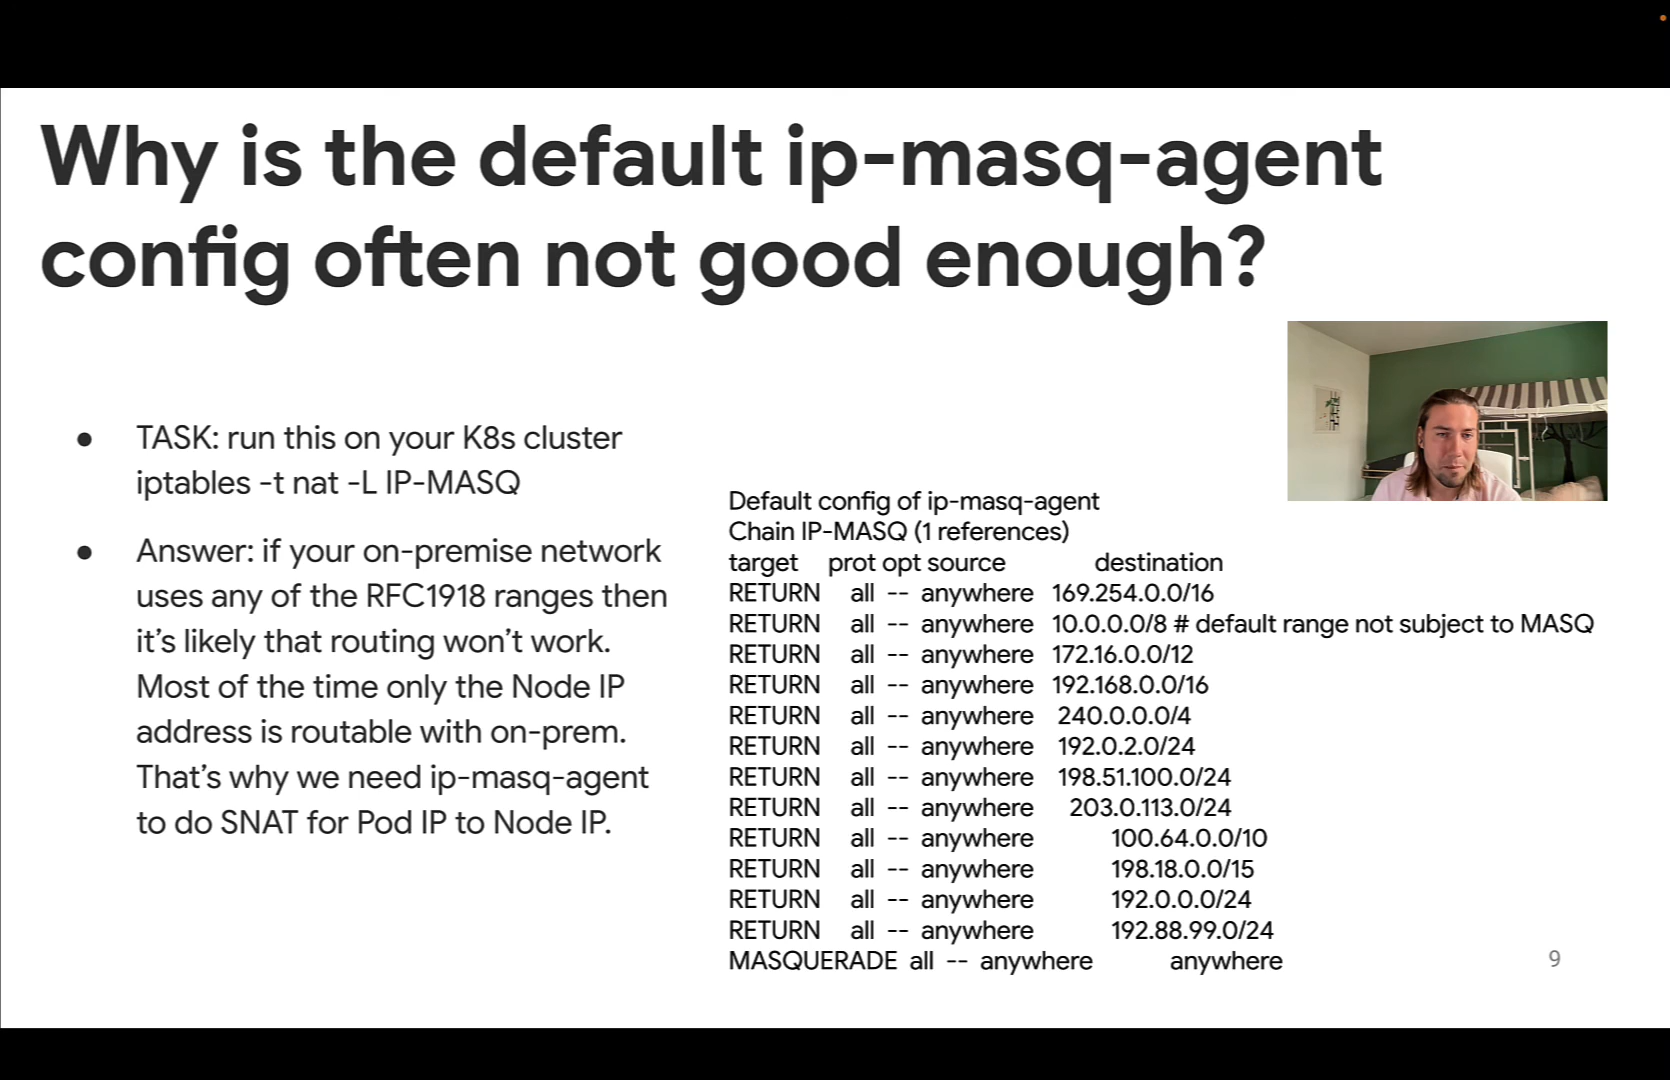 Why is the default ip-masq-agent
config often not good enough?
● TASK: run this on your K8s cluster
iptables -t nat -L IP-MASQ
● Answer: if your on-premise network
uses any of the RFC1918 ranges then
it’s likely that routing won’t work.
Most of the time only the Node IP
address is routable with on-prem.
That’s why we need ip-masq-agent
to do SNAT for Pod IP to Node IP.
Default config of ip-masq-agent
Chain IP-MASQ (1 references)
target prot opt source destination
RETURN all -- anywhere 169.254.0.0/16
RETURN all -- anywhere 10.0.0.0/8 # default range not subject to MASQ
RETURN all -- anywhere 172.16.0.0/12
RETURN all -- anywhere 192.168.0.0/16
RETURN all -- anywhere 240.0.0.0/4
RETURN all -- anywhere 192.0.2.0/24
RETURN all -- anywhere 198.51.100.0/24
RETURN all -- anywhere 203.0.113.0/24
RETURN all -- anywhere 100.64.0.0/10
RETURN all -- anywhere 198.18.0.0/15
RETURN all -- anywhere 192.0.0.0/24
RETURN all -- anywhere 192.88.99.0/24
MASQUERADE all -- anywhere anywhere
9